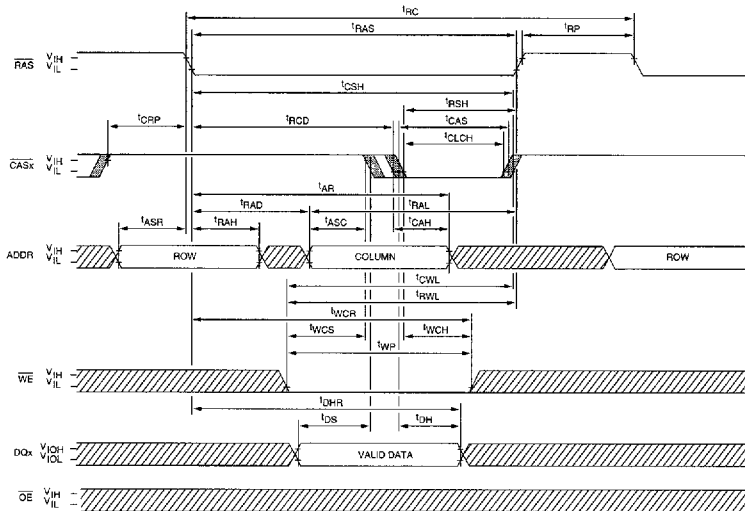 tRC
tRAS
tRP
RAS VIH
VIL
tCSH
tRSH
tCRP
tRCD
tCAS
tCLCH
CASx VIH
VIL
tAR
tRAD
tRAL
tASR
tRAH
tASC
tCAH
ADDR VIH
VIL
ROW
COLUMN
ROW
tCWL
tRWL
tWCR
tWCS
tWCH
tWP
WE VIH
VIL
tDHR
tDS
tDH
DQx VIOH
VIOL
VALID DATA
OE VIH
VIL